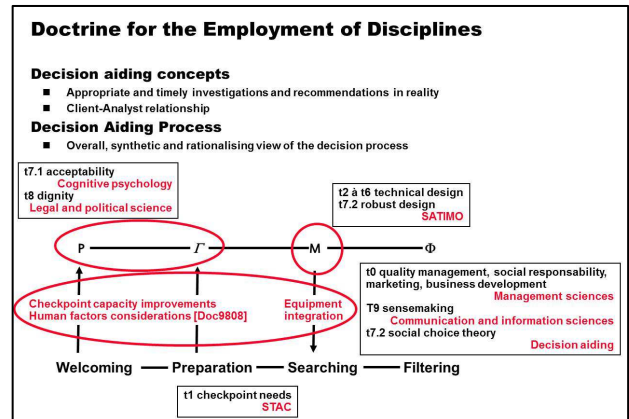 Doctrine for the Employment of Disciplines
Decision aiding concepts
Appropriate and timely investigations and recommendations in reality
Client-Analyst relationship
Decision Aiding Process
Overall, synthetic and rationalising view of the decision process
t7.1 acceptability
Cognitive psychology
t8 dignity
Legal and political science
t2 à t6 technical design
t7.2 robust design
SATIMO
P Γ M Φ
t0 quality management, social responsability,
marketing, business development
Management sciences
T9 sensemaking
Communication and information sciences
t7.2 social choice theory
Decision aiding
Checkpoint capacity improvements
Human factors considerations [Doc9808]
Equipment
integration
Welcoming Preparation Searching Filtering
t1 checkpoint needs
STAC